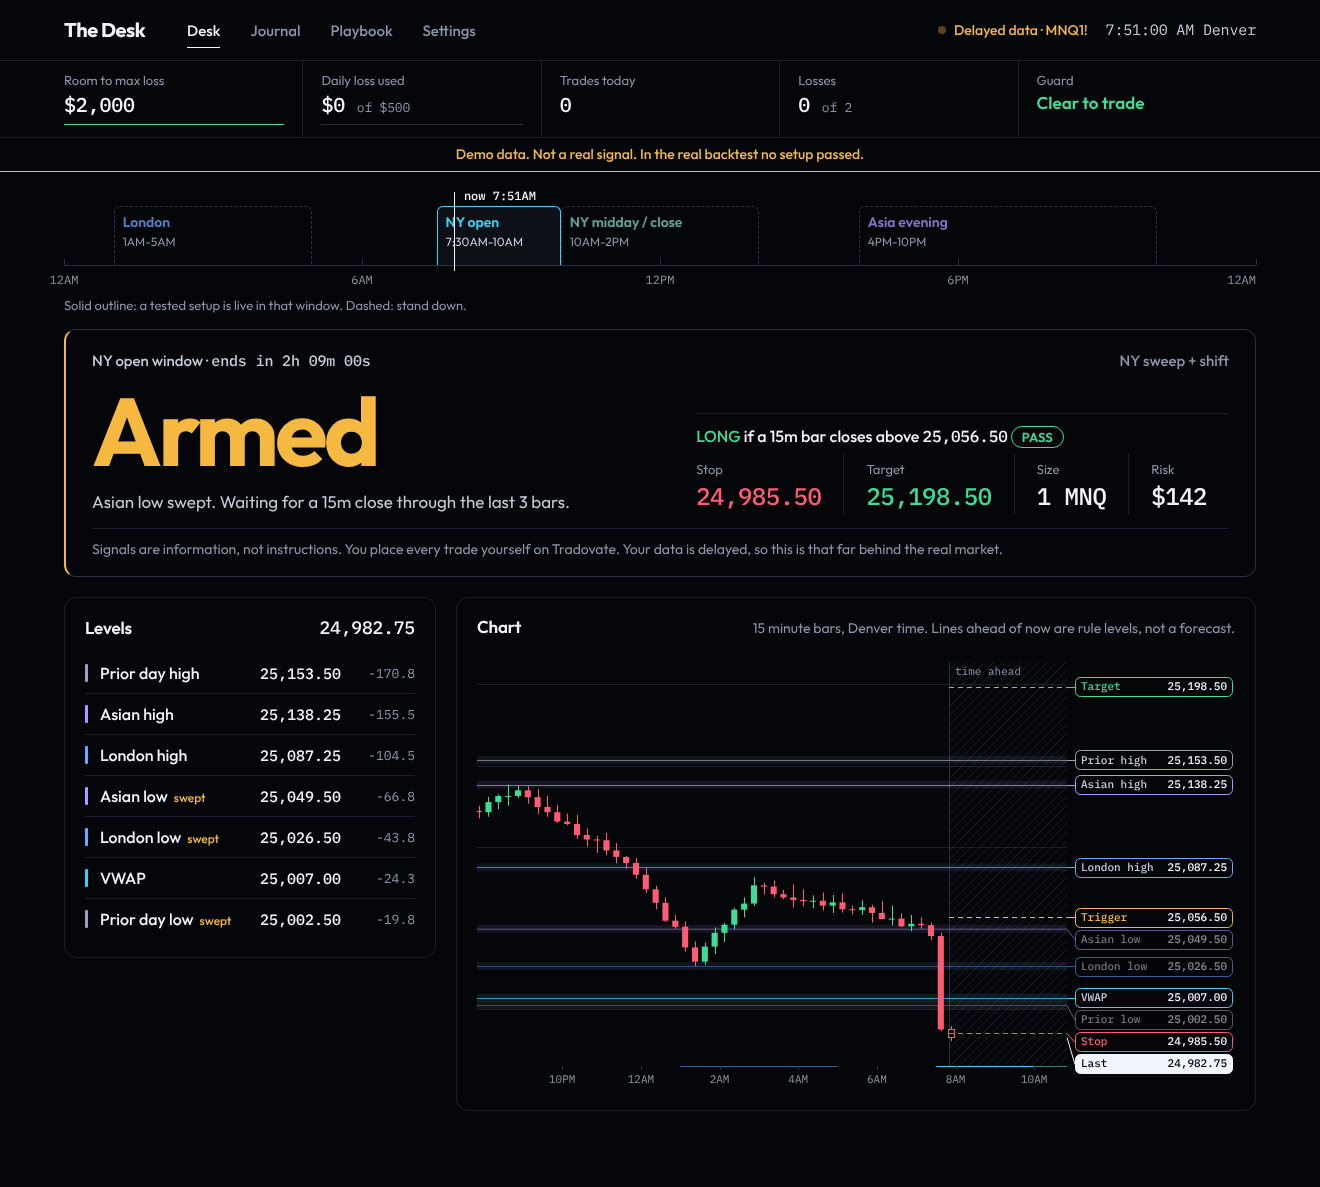 The Desk
Desk
Journal
Playbook
Settings
Delayed data · MNQ1!
7:51:00 AM Denver
Room to max loss
$2,000
Daily loss used
$0 of $500
Trades today
0
Losses
0 of 2
Guard
Clear to trade
Demo data. Not a real signal. In the real backtest no setup passed.
now 7:51AM
London
1AM-5AM
NY open
7:30AM-10AM
NY midday / close
10AM-2PM
Asia evening
4PM-10PM
12AM
6AM
12PM
6PM
12AM
Solid outline: a tested setup is live in that window. Dashed: stand down.
NY open window · ends in 2h 09m 00s
NY sweep + shift
Armed
Asian low swept. Waiting for a 15m close through the last 3 bars.
LONG if a 15m bar closes above 25,056.50 PASS
Stop
24,985.50
Target
25,198.50
Size
1 MNQ
Risk
$142
Signals are information, not instructions. You place every trade yourself on Tradovate. Your data is delayed, so this is that far behind the real market.
Levels 24,982.75
Prior day high 25,153.50 -170.8
Asian high 25,138.25 -155.5
London high 25,087.25 -104.5
Asian low swept 25,049.50 -66.8
London low swept 25,026.50 -43.8
VWAP 25,007.00 -24.3
Prior day low swept 25,002.50 -19.8
Chart
15 minute bars, Denver time. Lines ahead of now are rule levels, not a forecast.
time ahead
Target 25,198.50
Prior high 25,153.50
Asian high 25,138.25
London high 25,087.25
Trigger 25,056.50
Asian low 25,049.50
London low 25,026.50
VWAP 25,007.00
Prior low 25,002.50
Stop 24,985.50
Last 24,982.75
10PM
12AM
2AM
4AM
6AM
8AM
10AM